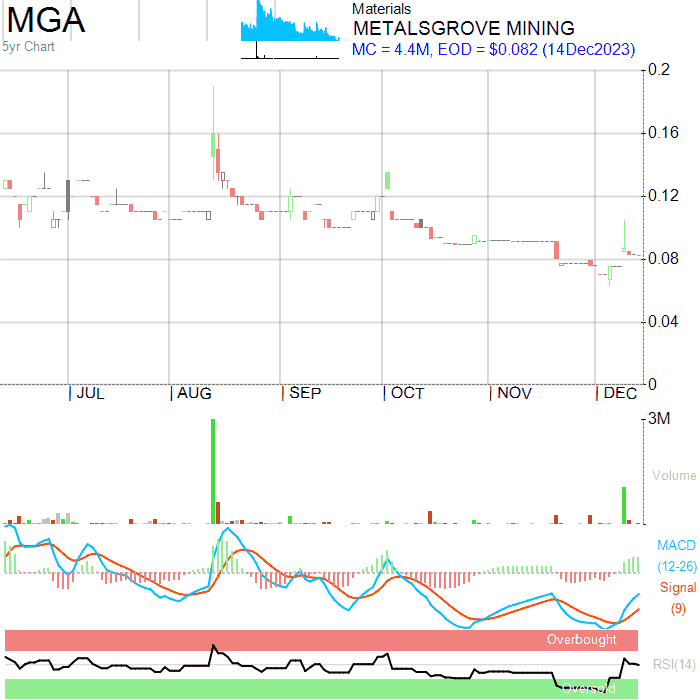 MGA
5yr Chart
Materials
METALSGROVE MINING
MC = 4.4M, EOD = $0.082 (14Dec2023)
0.2
0.16
0.12
0.08
0.04
0
JUL AUG SEP OCT NOV DEC
3M
Volume
MACD
(12-26)
Signal
(9)
Overbought
RSI(14)
Oversold